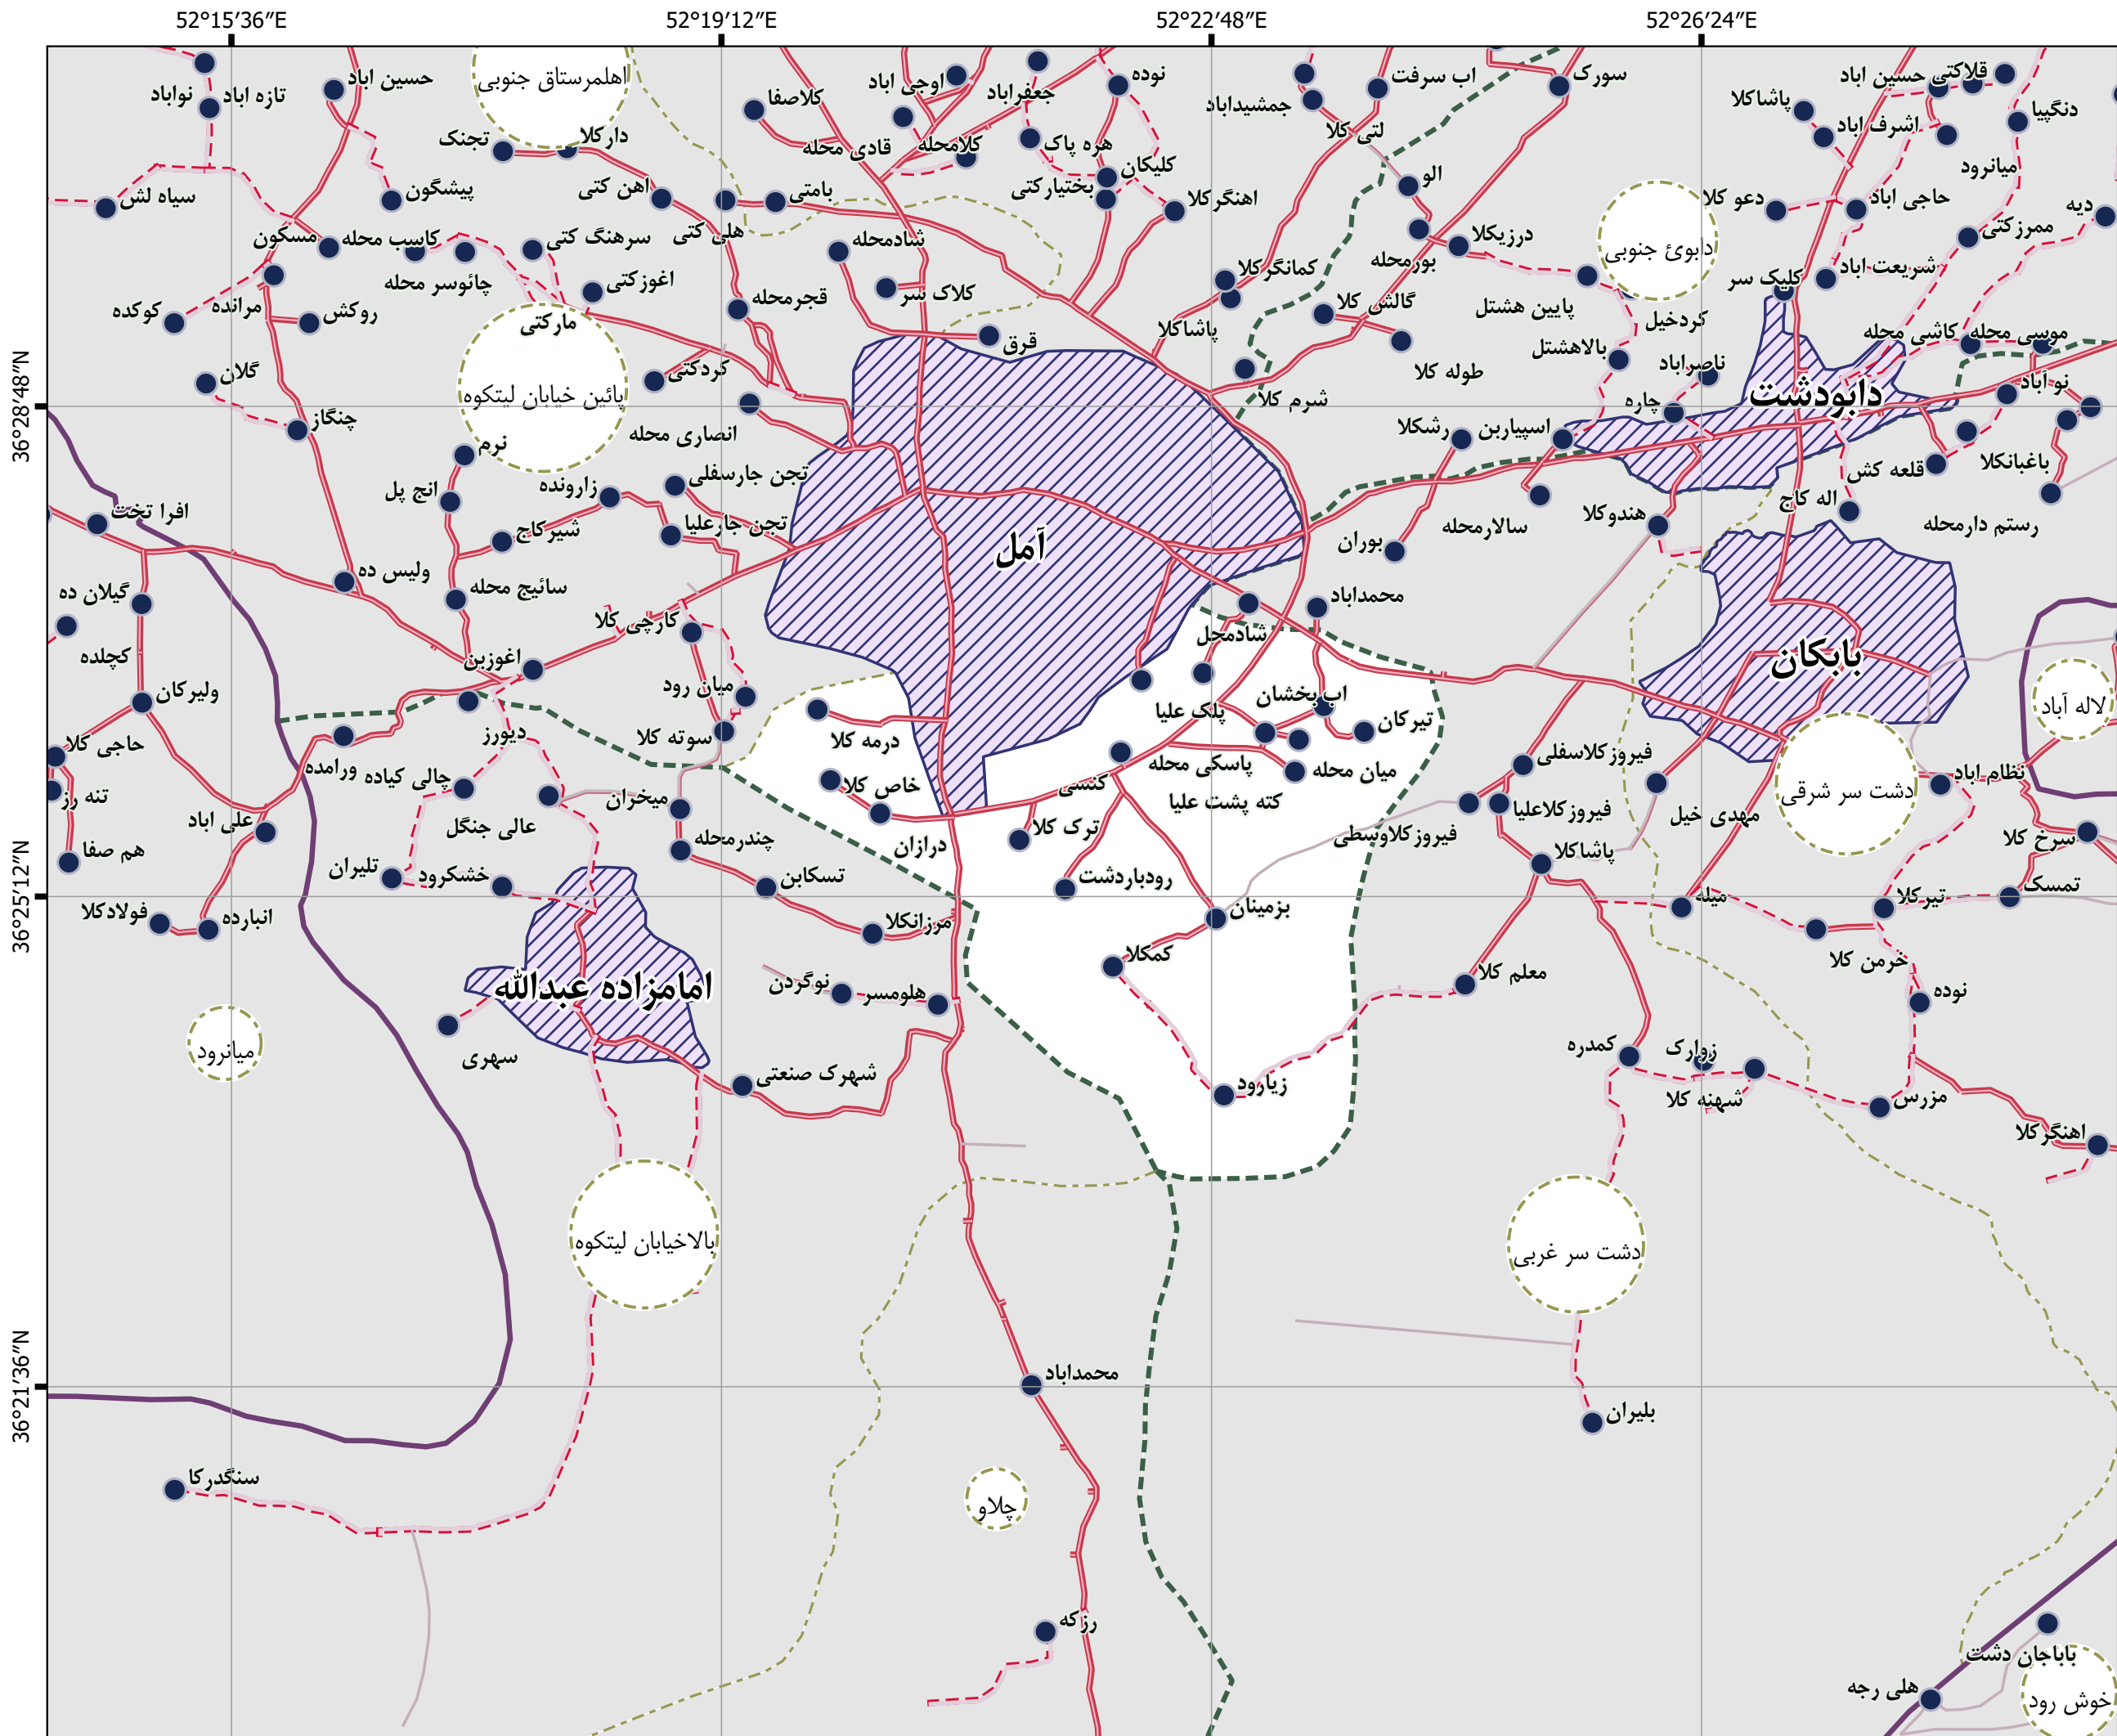 52°15′36″E
52°19′12″E
52°22′48″E
52°26′24″E
36°28′48″N
36°25′12″N
36°21′36″N
اهلمرستاق جنوبی
حسین اباد
تازه اباد
نواباد
تجنک
دارکلا
کلاصفا
اوجی اباد
جعفراباد
نوده
جمشیداباد
اب سرفت
سورک
حسین اباد
قلاکتی
پاشاکلا
دنگپیا
اشرف اباد
لتی کلا
قادی محله
کلامحله
هره پاک
کلیکان
میانرود
سیاه لش
پیشگون
اهن کتی
بامتی
بختیارکتی
اهنگرکلا
الو
دعو کلا
حاجی اباد
دیه
مسکون
کاسب محله
سرهنگ کتی
هلی کتی
شادمحله
درزیکلا
دابوئ جنوبی
ممرزکتی
بورمحله
کمانگرکلا
کلیک سر
شریعت اباد
چائوسر محله
اغوزکتی
قجرمحله
کلاک سر
گالش کلا
پایین هشتل
کوکده
مرانده
روکش
مارکتی
پاشاکلا
کردخیل
قرق
بالاهشتل
ناصراباد
کاشی محله
موسی محله
گلان
کردکتی
طوله کلا
شرم کلا
پائین خیابان لیتکوه
چاره
دابودشت
نو آباد
چنگاز
انصاری محله
رشکلا
اسپیاربن
نرم
زارونده
تجن جارسفلی
قلعه کش
باغبانکلا
انج پل
افرا تخت
شیرکاج
تجن جارعلیا
آمل
بوران
سالارمحله
هندوکلا
اله کاج
رستم دارمحله
ولیس ده
سائیج محله
گیلان ده
کارچی کلا
محمداباد
شادمحل
کچلده
اغوزبن
بابکان
ولیرکان
میان رود
اب بخشان
پلک علیا
تیرکان
لاله آباد
دیورز
سوته کلا
درمه کلا
حاجی کلا
ورامده
چالی کیاده
پاسکی محله
میان محله
فیروزکلاسفلی
نظام اباد
تنه رز
میخران
خاص کلا
کنسی
کته پشت علیا
فیروزکلاعلیا
مهدی خیل
دشت سر شرقی
علی اباد
عالی جنگل
ترک کلا
فیروزکلاوسطی
سرخ کلا
هم صفا
چندرمحله
درازان
پاشاکلا
تلیران
خشکرود
تسکابن
رودباردشت
تمسک
فولادکلا
انبارده
مرزانکلا
بزمینان
میله
تیرکلا
کمکلا
خرمن کلا
امامزاده عبدالله
نوگردن
هلومسر
معلم کلا
نوده
میانرود
سهری
شهرک صنعتی
زیارود
کمدره
زوارک
شهنه کلا
مزرس
اهنگرکلا
بالاخیابان لیتکوه
دشت سر غربی
محمداباد
بلیران
سنگدرکا
چلاو
رزکه
باباجان دشت
هلی رجه
خوش رود